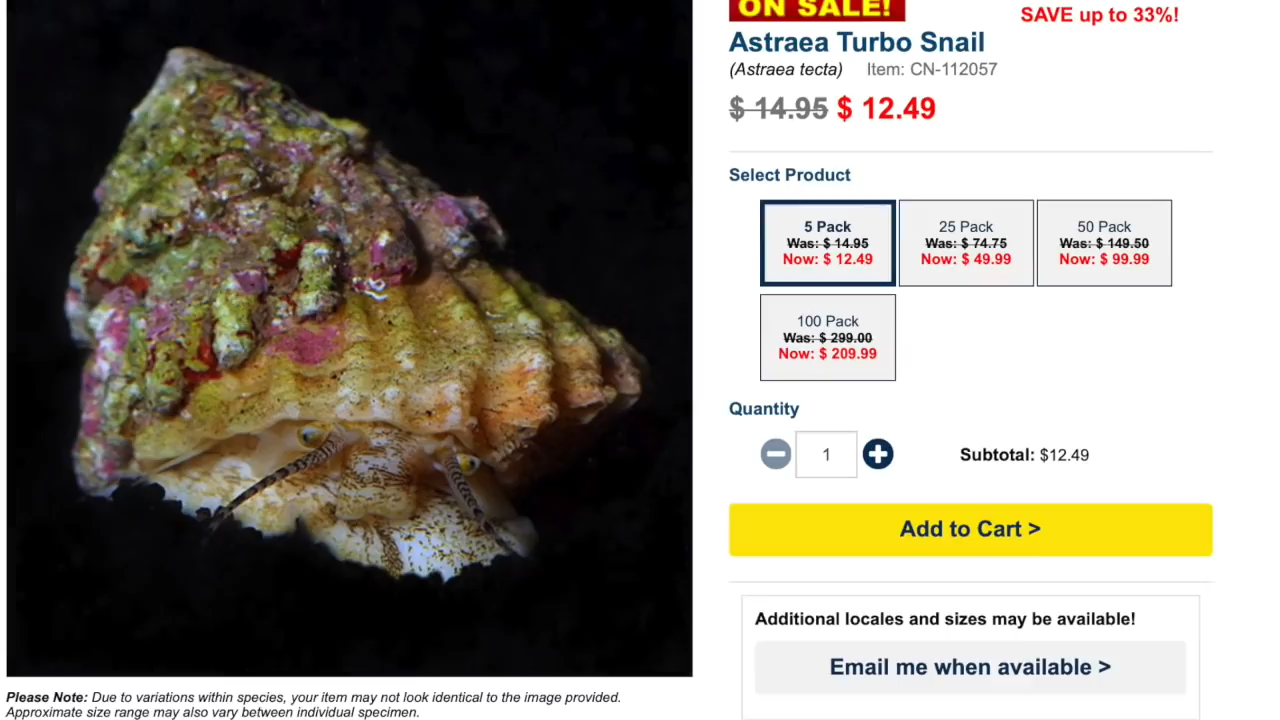 ON SALE!
SAVE up to 33%!
Astraea Turbo Snail
(Astraea tecta) Item: CN-112057
$ 14.95 $ 12.49
Select Product
5 Pack
Was: $ 14.95
Now: $ 12.49
25 Pack
Was: $ 74.75
Now: $ 49.99
50 Pack
Was: $ 149.50
Now: $ 99.99
100 Pack
Was: $ 299.00
Now: $ 209.99
Quantity
1
Subtotal: $12.49
Add to Cart >
Additional locales and sizes may be available!
Email me when available >
Please Note: Due to variations within species, your item may not look identical to the image provided.
Approximate size range may also vary between individual specimen.